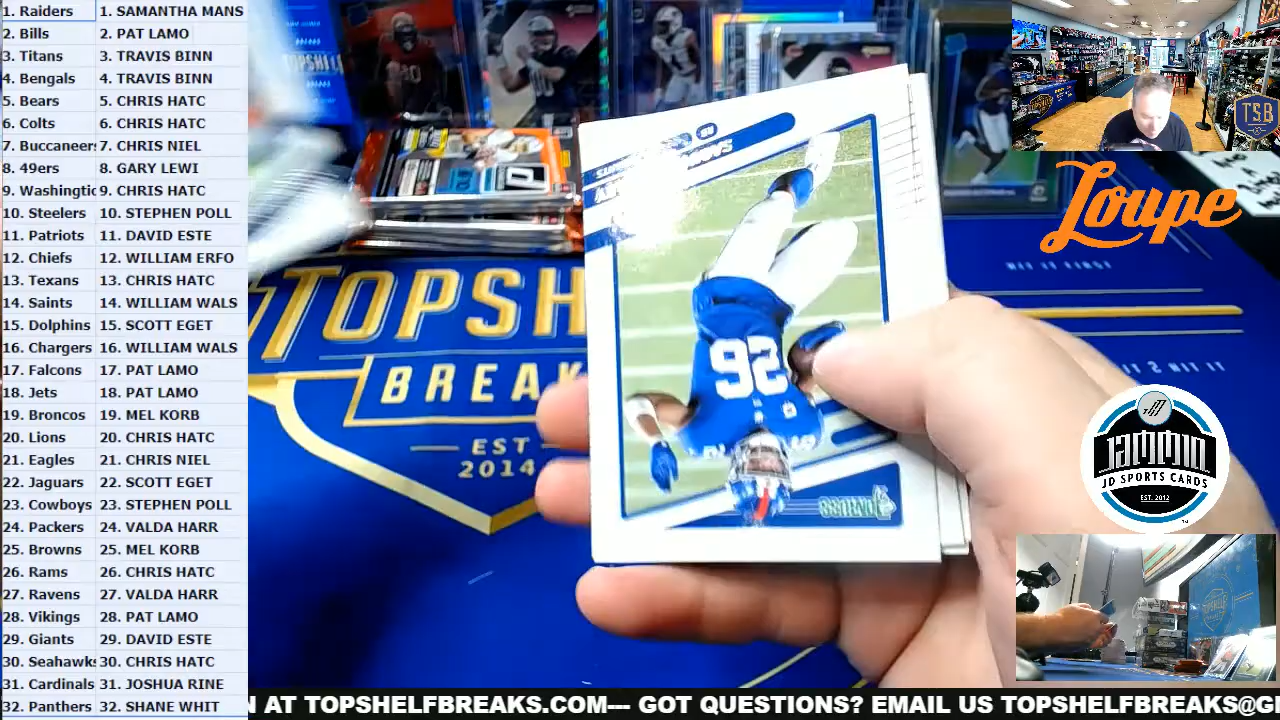 1. Raiders 1. SAMANTHA MANS
2. Bills 2. PAT LAMO
3. Titans 3. TRAVIS BINN
4. Bengals 4. TRAVIS BINN
5. Bears 5. CHRIS HATC
6. Colts 6. CHRIS HATC
7. Buccaneers 7. CHRIS NIEL
8. 49ers 8. GARY LEWI
9. Washingtic 9. CHRIS HATC
10. Steelers 10. STEPHEN POLL
11. Patriots 11. DAVID ESTE
12. Chiefs 12. WILLIAM ERFO
13. Texans 13. CHRIS HATC
14. Saints 14. WILLIAM WALS
15. Dolphins 15. SCOTT EGET
16. Chargers 16. WILLIAM WALS
17. Falcons 17. PAT LAMO
18. Jets 18. PAT LAMO
19. Broncos 19. MEL KORB
20. Lions 20. CHRIS HATC
21. Eagles 21. CHRIS NIEL
22. Jaguars 22. SCOTT EGET
23. Cowboys 23. STEPHEN POLL
24. Packers 24. VALDA HARR
25. Browns 25. MEL KORB
26. Rams 26. CHRIS HATC
27. Ravens 27. VALDA HARR
28. Vikings 28. PAT LAMO
29. Giants 29. DAVID ESTE
30. Seahawks 30. CHRIS HATC
31. Cardinals 31. JOSHUA RINE
32. Panthers 32. SHANE WHIT
TOPSH
BREAK
EST
2014
26
DONRUSS
TSB
Loupe
JAMMIN
JD SPORTS CARDS
EST. 2012
N AT TOPSHELFBREAKS.COM--- GOT QUESTIONS? EMAIL US TOPSHELFBREAKS@G